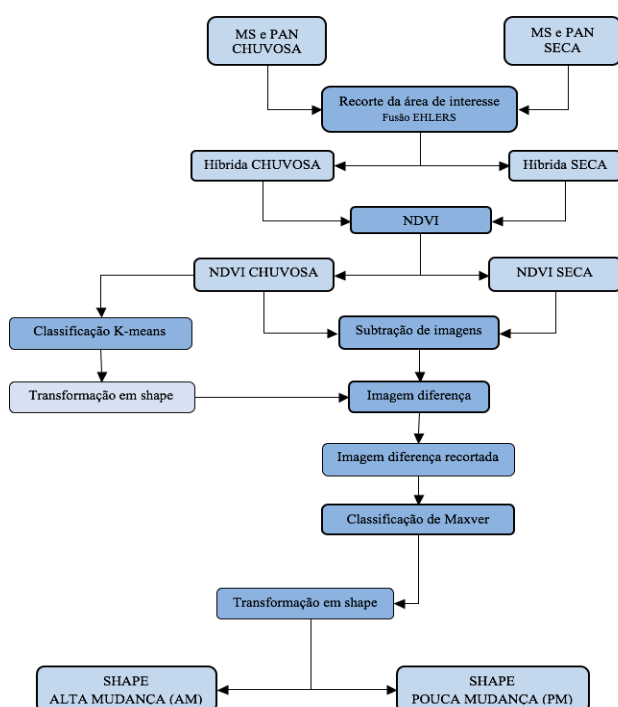 MS e PAN
CHUVOSA
MS e PAN
SECA
Recorte da área de interesse
Fusão EHLERS
Híbrida CHUVOSA
Híbrida SECA
NDVI
NDVI CHUVOSA
NDVI SECA
Classificação K-means
Subtração de imagens
Transformação em shape
Imagem diferença
Imagem diferença recortada
Classificação de Maxver
Transformação em shape
SHAPE
ALTA MUDANÇA (AM)
SHAPE
POUCA MUDANÇA (PM)